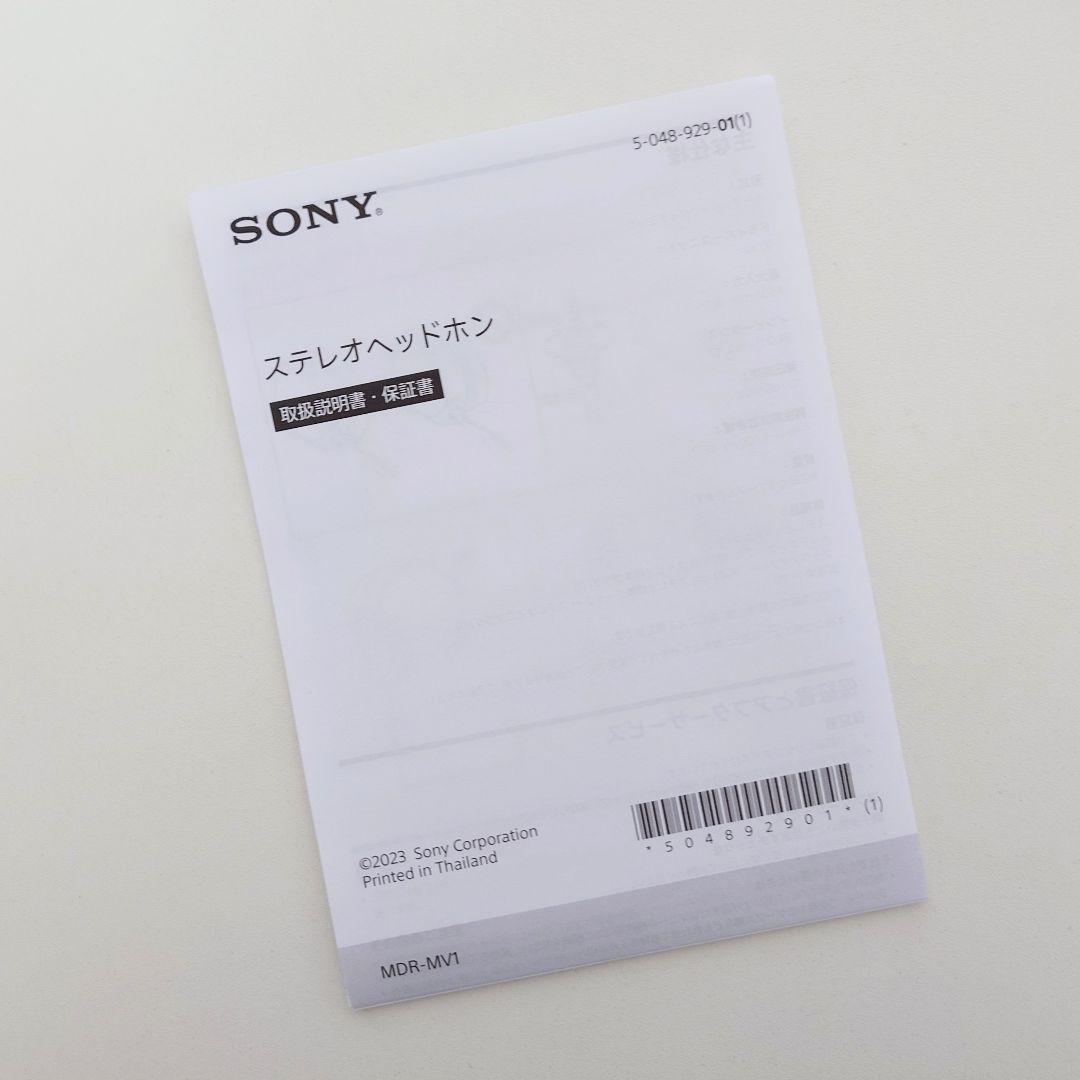 5-048-929-01(1)
SONY®
ステレオヘッドホン
取扱説明書・保証書
©2023 Sony Corporation
Printed in Thailand
*504892901* (1)
MDR-MV1